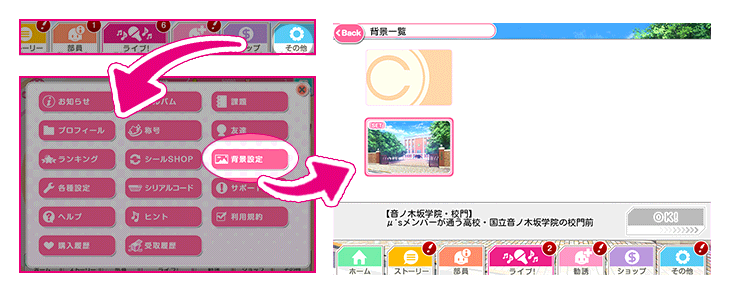 1
6
ーリー
部員
ライブ!
ョップ
その他
お知らせ
バム
課題
プロフィール
称号
友達
ランキング
シールSHOP
背景設定
各種設定
シリアルコード
サポート
ヘルプ
ヒント
利用規約
購入履歴
受取履歴
Back
背景一覧
SET
【音ノ木坂学院・校門】
μ'sメンバーが通う高校・国立音ノ木坂学院の校門前
OK!
2
ホーム
ストーリー
部員
ライブ!
勧誘
ショップ
その他